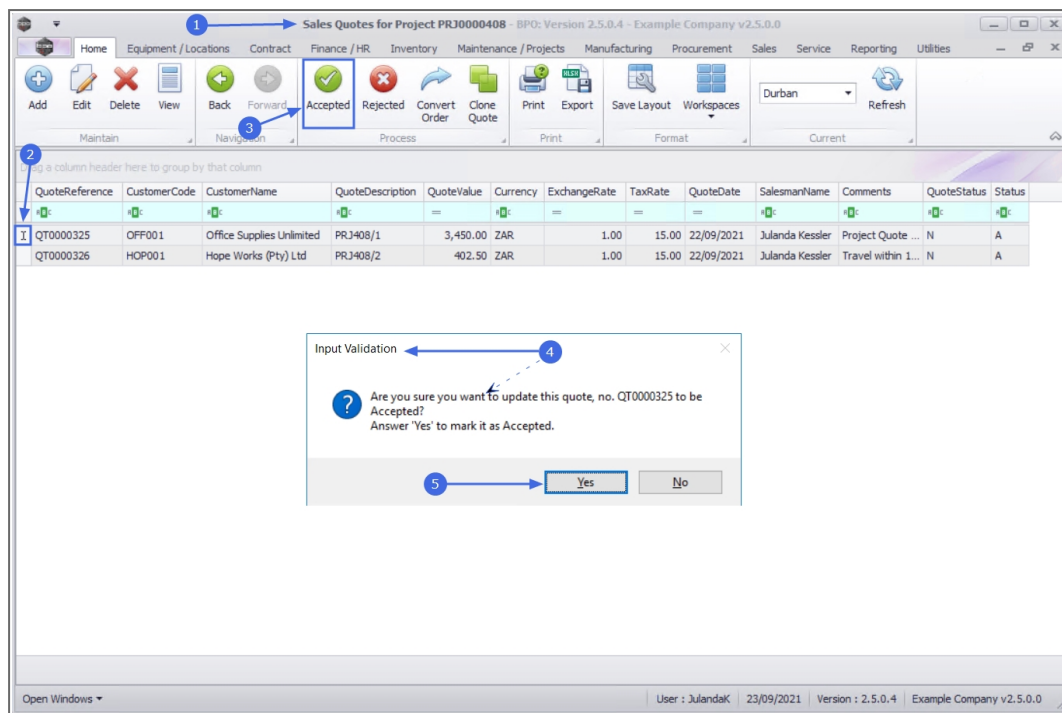 1
Sales Quotes for Project PRJ0000408 - BPO: Version 2.5.0.4 - Example Company v2.5.0.0
Home Equipment / Locations Contract Finance / HR Inventory Maintenance / Projects Manufacturing Procurement Sales Service Reporting Utilities
Add Edit Delete View Back Forward Accepted Rejected Convert Order Clone Quote Print Export Save Layout Workspaces Durban Refresh
3
Maintain Navigation Process Print Format Current
2
Drag a column header here to group by that column
QuoteReference CustomerCode CustomerName QuoteDescription QuoteValue Currency ExchangeRate TaxRate QuoteDate SalesmanName Comments QuoteStatus Status
QT0000325 OFF001 Office Supplies Unlimited PRJ408/1 3,450.00 ZAR 1.00 15.00 22/09/2021 Julanda Kessler Project Quote ... N A
QT0000326 HOP001 Hope Works (Pty) Ltd PRJ408/2 402.50 ZAR 1.00 15.00 22/09/2021 Julanda Kessler Travel within 1... N A
Input Validation
4
Are you sure you want to update this quote, no. QT0000325 to be
Accepted?
Answer 'Yes' to mark it as Accepted.
5
Yes No
Open Windows User : JulandaK 23/09/2021 Version : 2.5.0.4 Example Company v2.5.0.0